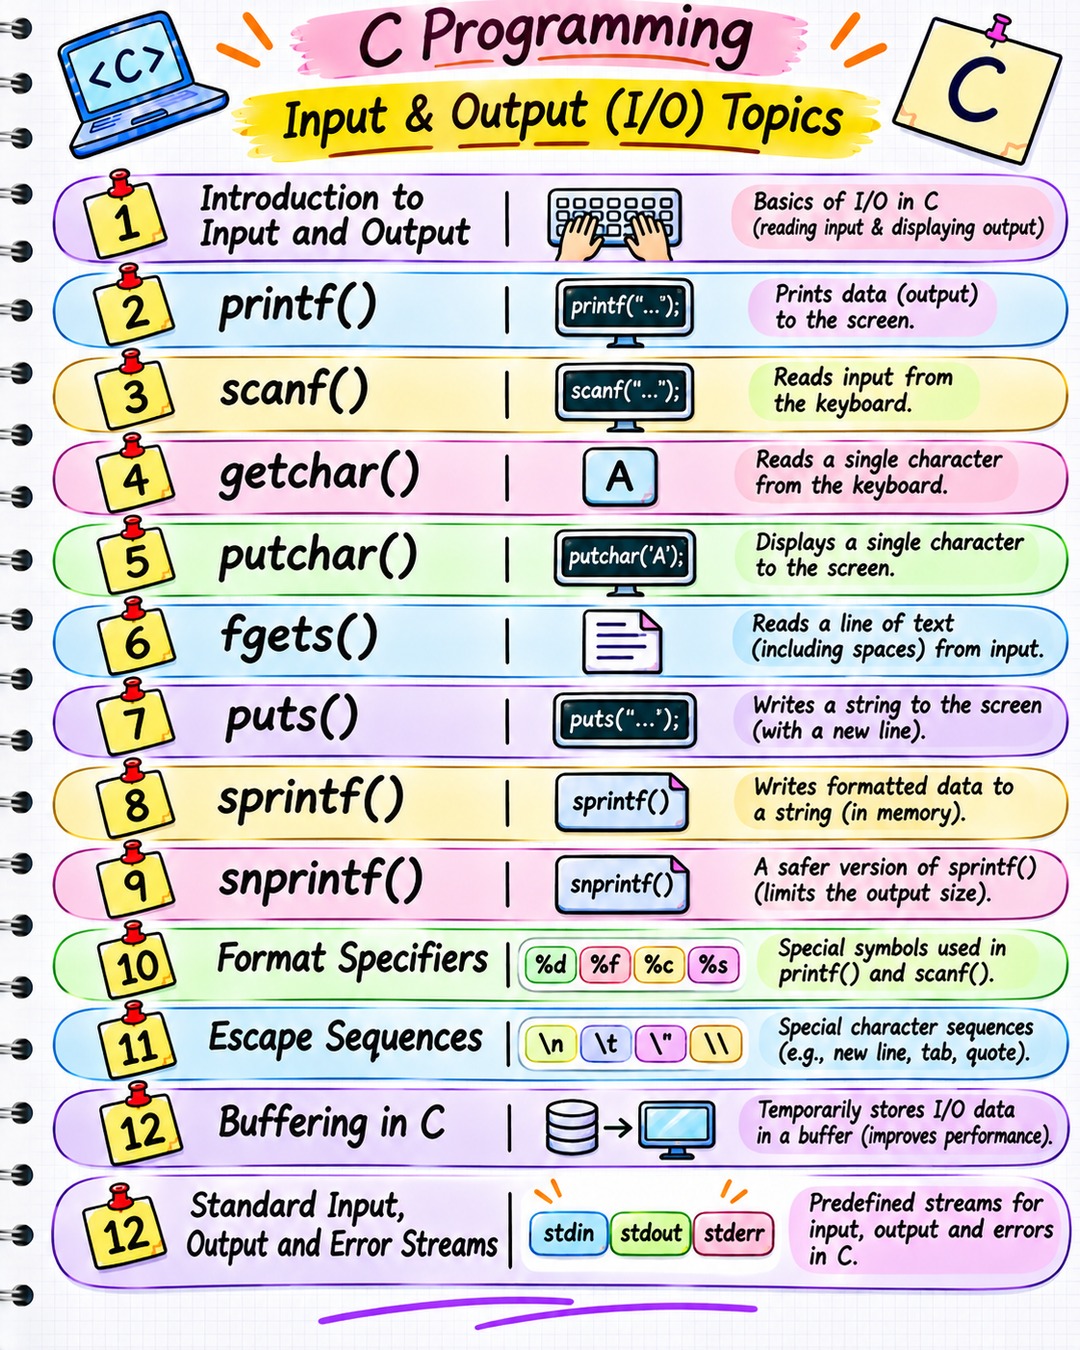 <C>
C Programming
C
Input & Output (I/O) Topics
1
Introduction to
Input and Output
Basics of I/O in C
(reading input & displaying output)
2
printf()
printf("...");
Prints data (output)
to the screen.
3
scanf()
scanf("...");
Reads input from
the keyboard.
4
getchar()
A
Reads a single character
from the keyboard.
5
putchar()
putchar('A');
Displays a single character
to the screen.
6
fgets()
Reads a line of text
(including spaces) from input.
7
puts()
puts("...");
Writes a string to the screen
(with a new line).
8
sprintf()
sprintf()
Writes formatted data to
a string (in memory).
9
snprintf()
snprintf()
A safer version of sprintf()
(limits the output size).
10
Format Specifiers
%d %f %c %s
Special symbols used in
printf() and scanf().
11
Escape Sequences
\n \t \" \\
Special character sequences
(e.g., new line, tab, quote).
12
Buffering in C
Temporarily stores I/O data
in a buffer (improves performance).
12
Standard Input,
Output and Error Streams
stdin stdout stderr
Predefined streams for
input, output and errors
in C.